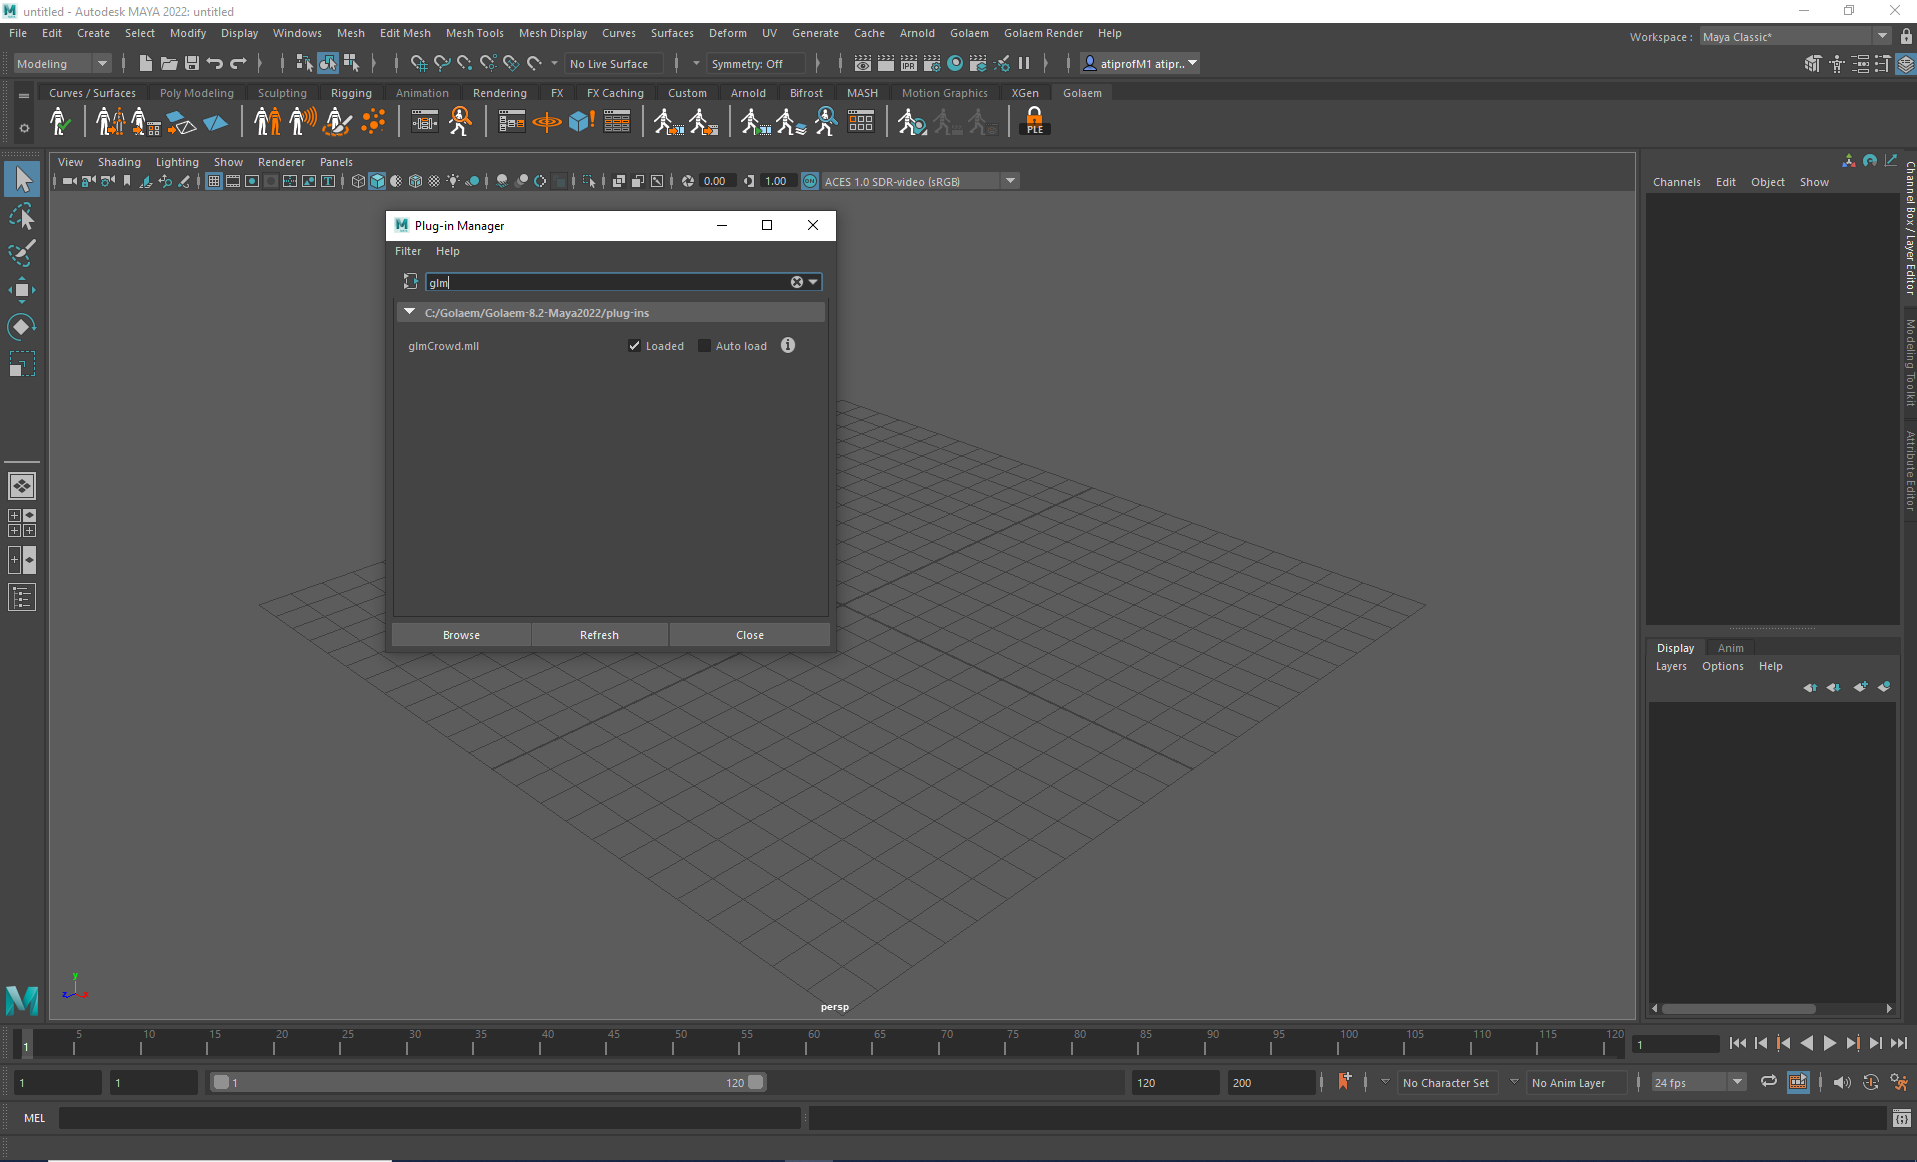 untitled - Autodesk MAYA 2022: untitled
File Edit Create Select Modify Display Windows Mesh Edit Mesh Mesh Tools Mesh Display Curves Surfaces Deform UV Generate Cache Arnold Golaem Golaem Render Help
Workspace : Maya Classic*
Modeling No Live Surface Symmetry: Off IPR atiprofM1 atipr..
Curves / Surfaces Poly Modeling Sculpting Rigging Animation Rendering FX FX Caching Custom Arnold Bifrost MASH Motion Graphics XGen Golaem
PLE
View Shading Lighting Show Renderer Panels
0.00 1.00 ON ACES 1.0 SDR-video (sRGB)
Channels Edit Object Show
Channel Box / Layer Editor
Modeling Toolkit
Attribute Editor
Plug-in Manager
Filter Help
glm
C:/Golaem/Golaem-8.2-Maya2022/plug-ins
glmCrowd.mll Loaded Auto load
Browse Refresh Close
Display Anim
Layers Options Help
y
z x
persp
5 10 15 20 25 30 35 40 45 50 55 60 65 70 75 80 85 90 95 100 105 110 115 120
1 1
1 1 1 120 120 200 No Character Set No Anim Layer 24 fps
MEL